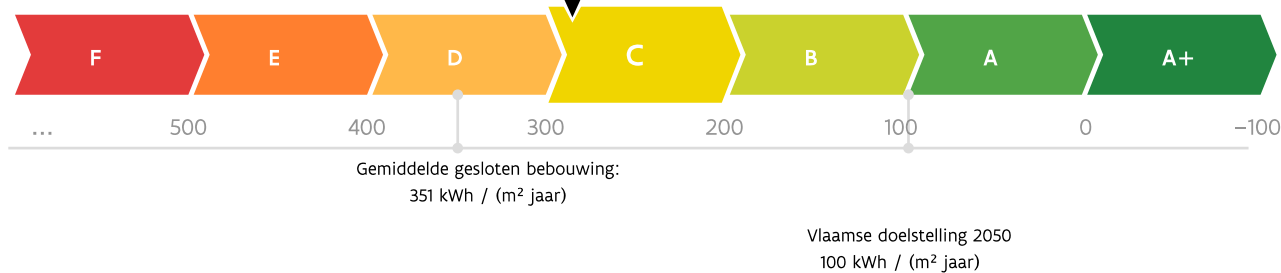 F E D C B A A+
... 500 400 300 200 100 0 –100
Gemiddelde gesloten bebouwing:
351 kWh / (m² jaar)
Vlaamse doelstelling 2050
100 kWh / (m² jaar)